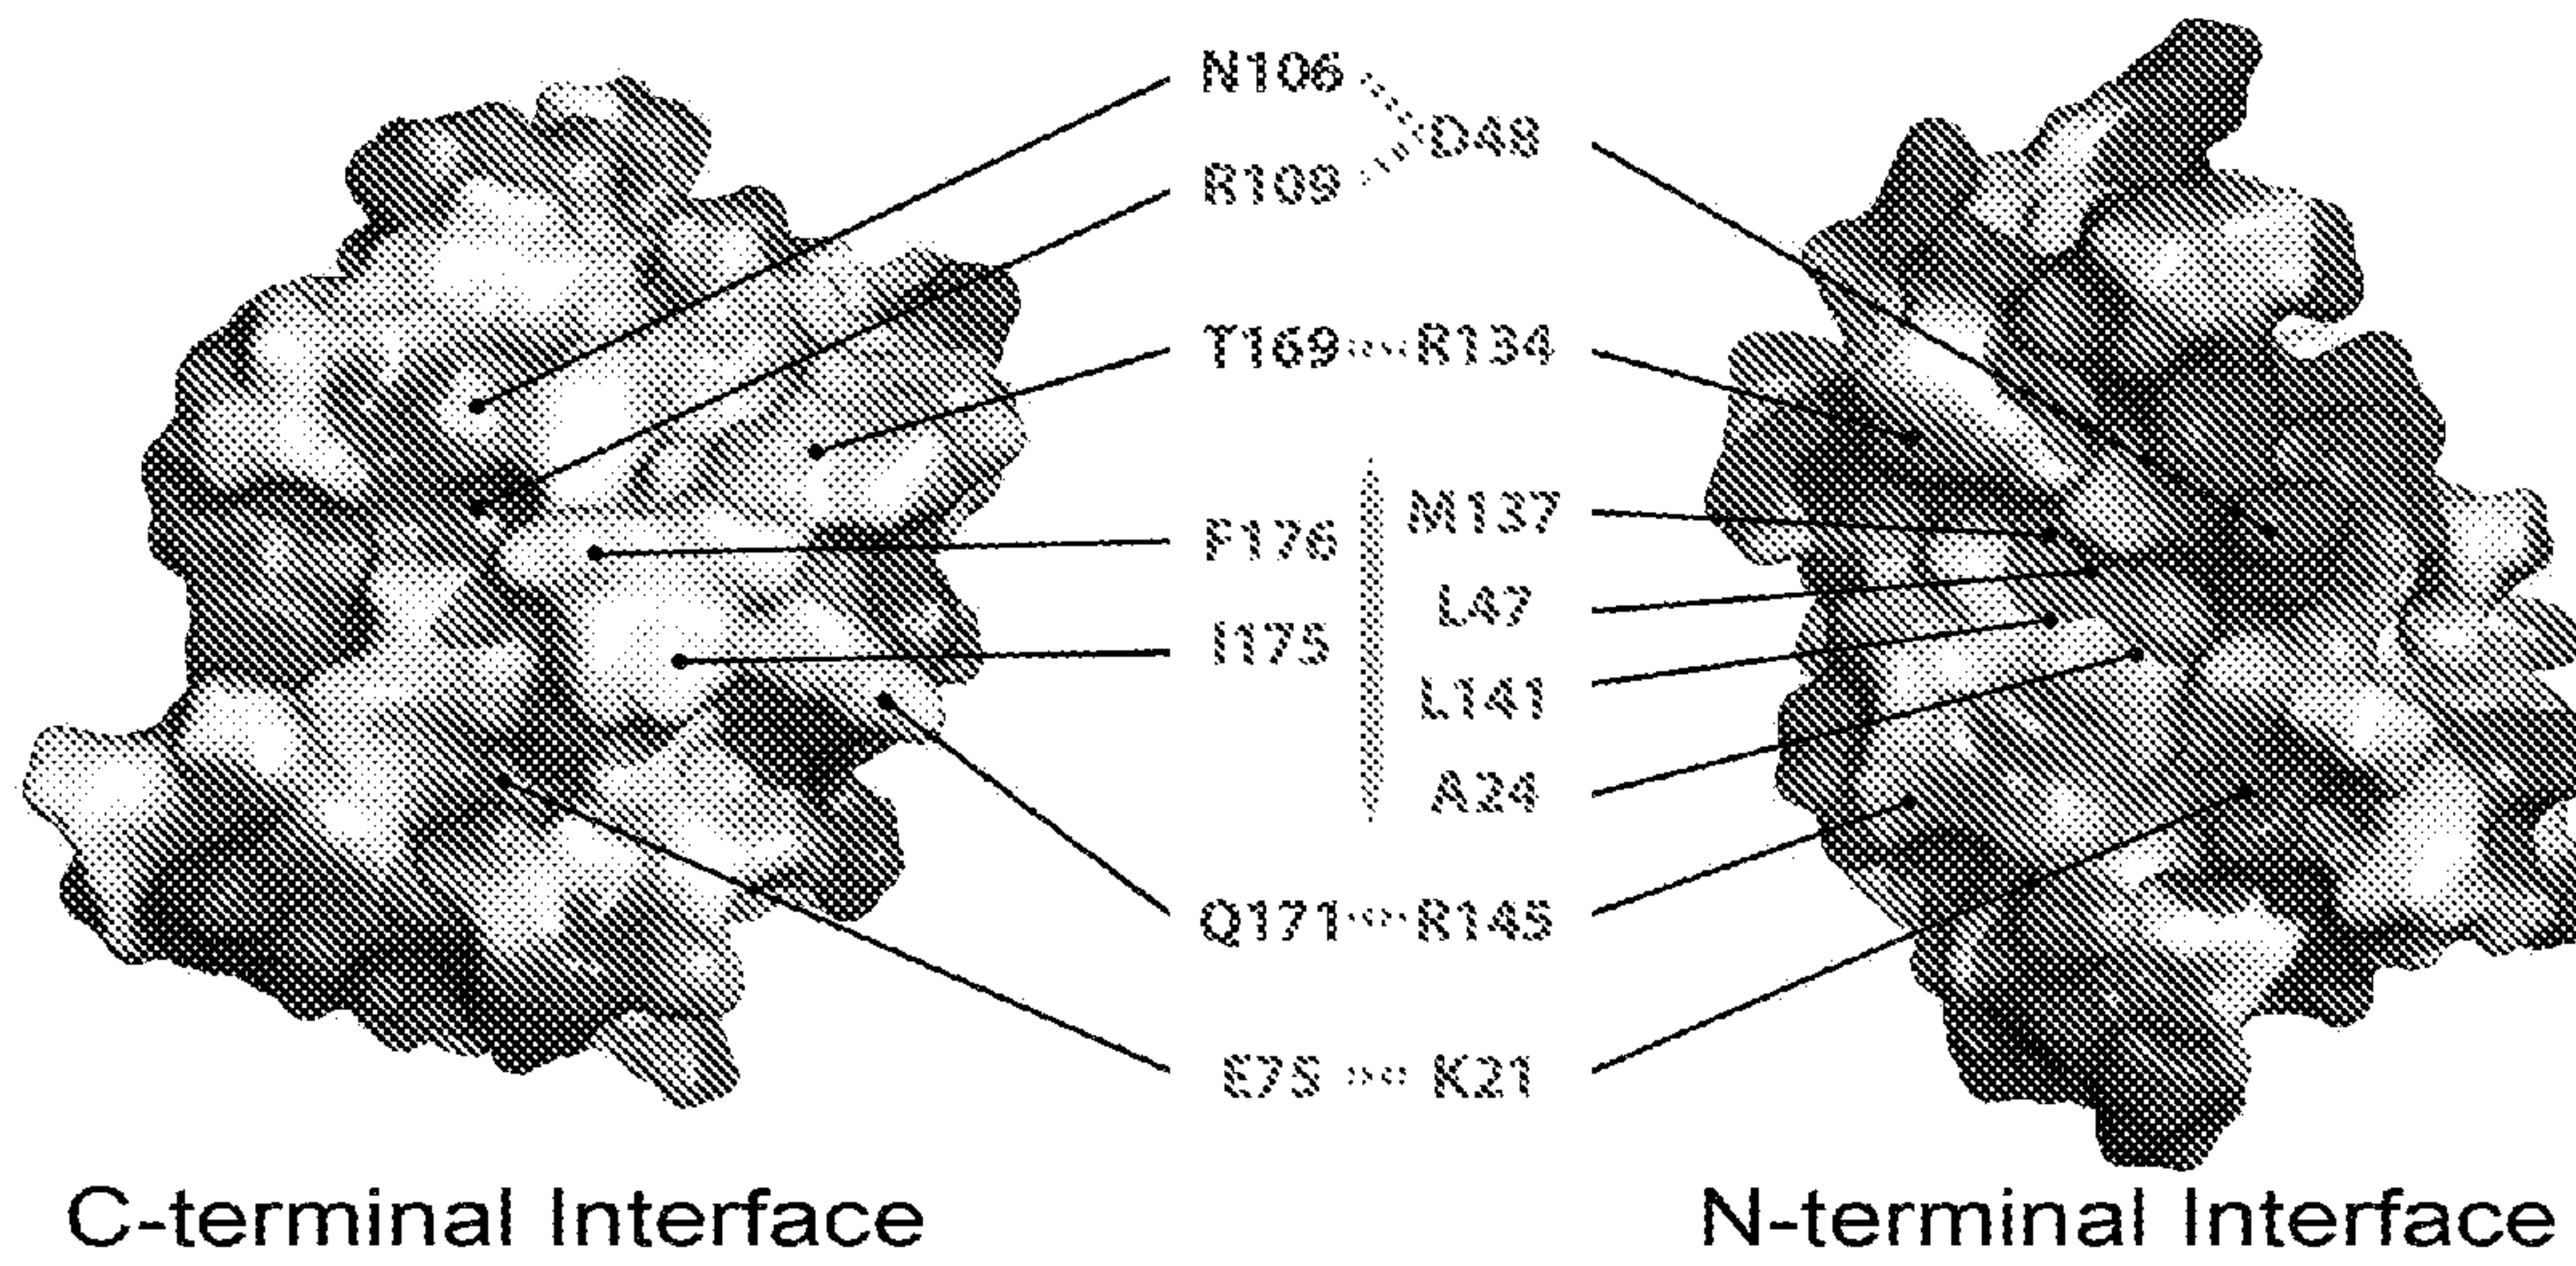 N106
D48
R109
T169 R134
M137
F176
L47
I175
L141
A24
Q171 R145
E75 K21
C-terminal Interface
N-terminal Interface